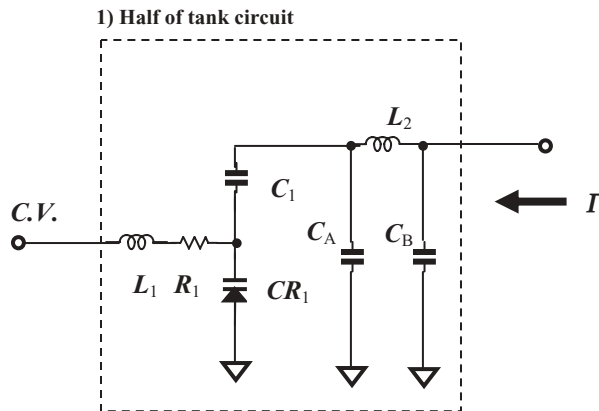 1) Half of tank circuit
L2
C1
C.V.
I
CA
CB
L1
R1
CR1